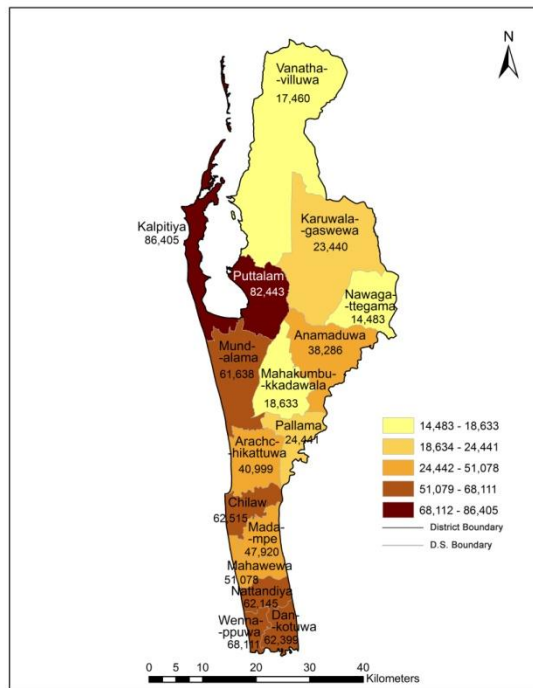 N
Vanatha-
-villuwa
17,460
Karuwala-
-gaswewa
23,440
Kalpitiya
86,405
Puttalam
82,443
Nawaga-
-ttegama
14,483
Anamaduwa
38,286
Mund-
-alama
61,638
Mahakumbu-
-kkadawala
18,633
Pallama
24,441
Arachc-
-hikattuwa
40,999
Chilaw
62,515
Mada-
-mpe
47,920
Mahawewa
51,078
Nattandiya
62,145
Wenna-
-ppuwa
68,111
Dan-
-kotuwa
62,399
14,483 - 18,633
18,634 - 24,441
24,442 - 51,078
51,079 - 68,111
68,112 - 86,405
District Boundary
D.S. Boundary
0 5 10 20 30 40
Kilometers